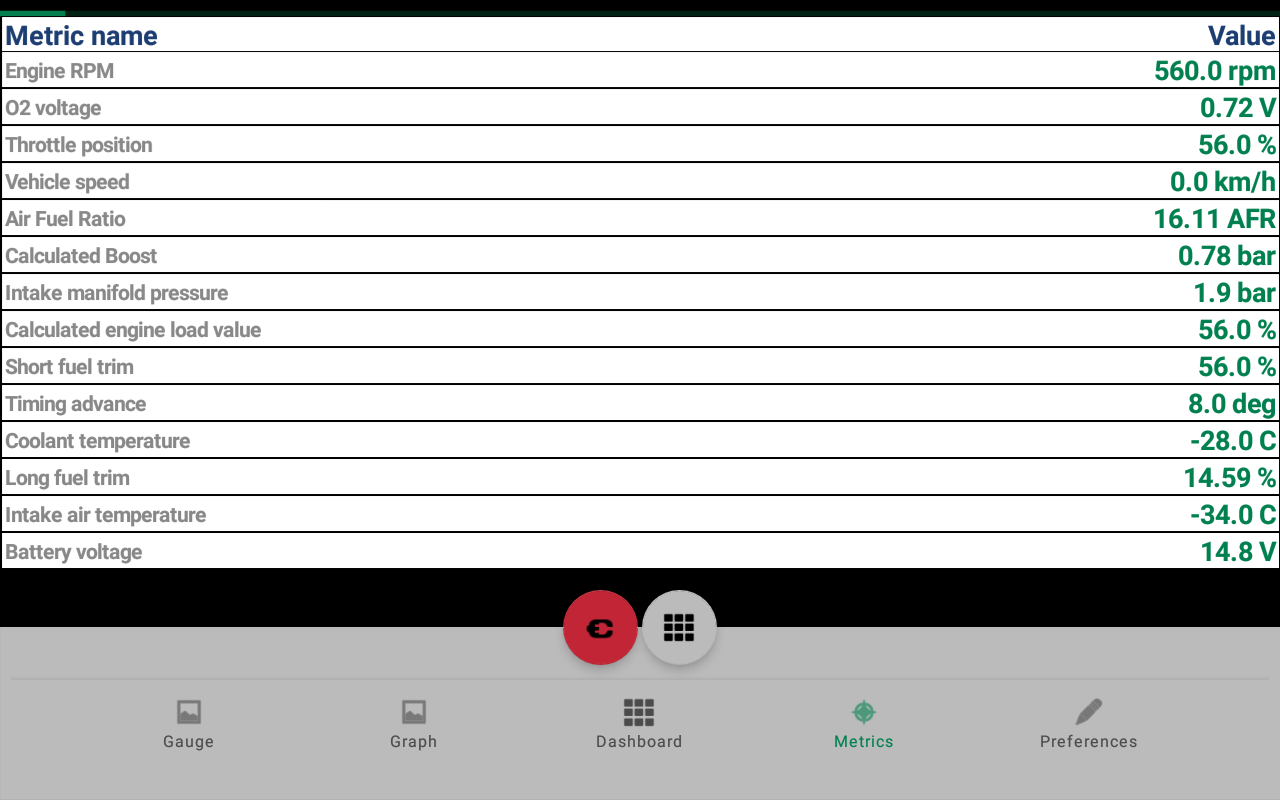 Metric name Value
Engine RPM 560.0 rpm
O2 voltage 0.72 V
Throttle position 56.0 %
Vehicle speed 0.0 km/h
Air Fuel Ratio 16.11 AFR
Calculated Boost 0.78 bar
Intake manifold pressure 1.9 bar
Calculated engine load value 56.0 %
Short fuel trim 56.0 %
Timing advance 8.0 deg
Coolant temperature -28.0 C
Long fuel trim 14.59 %
Intake air temperature -34.0 C
Battery voltage 14.8 V
Gauge Graph Dashboard Metrics Preferences